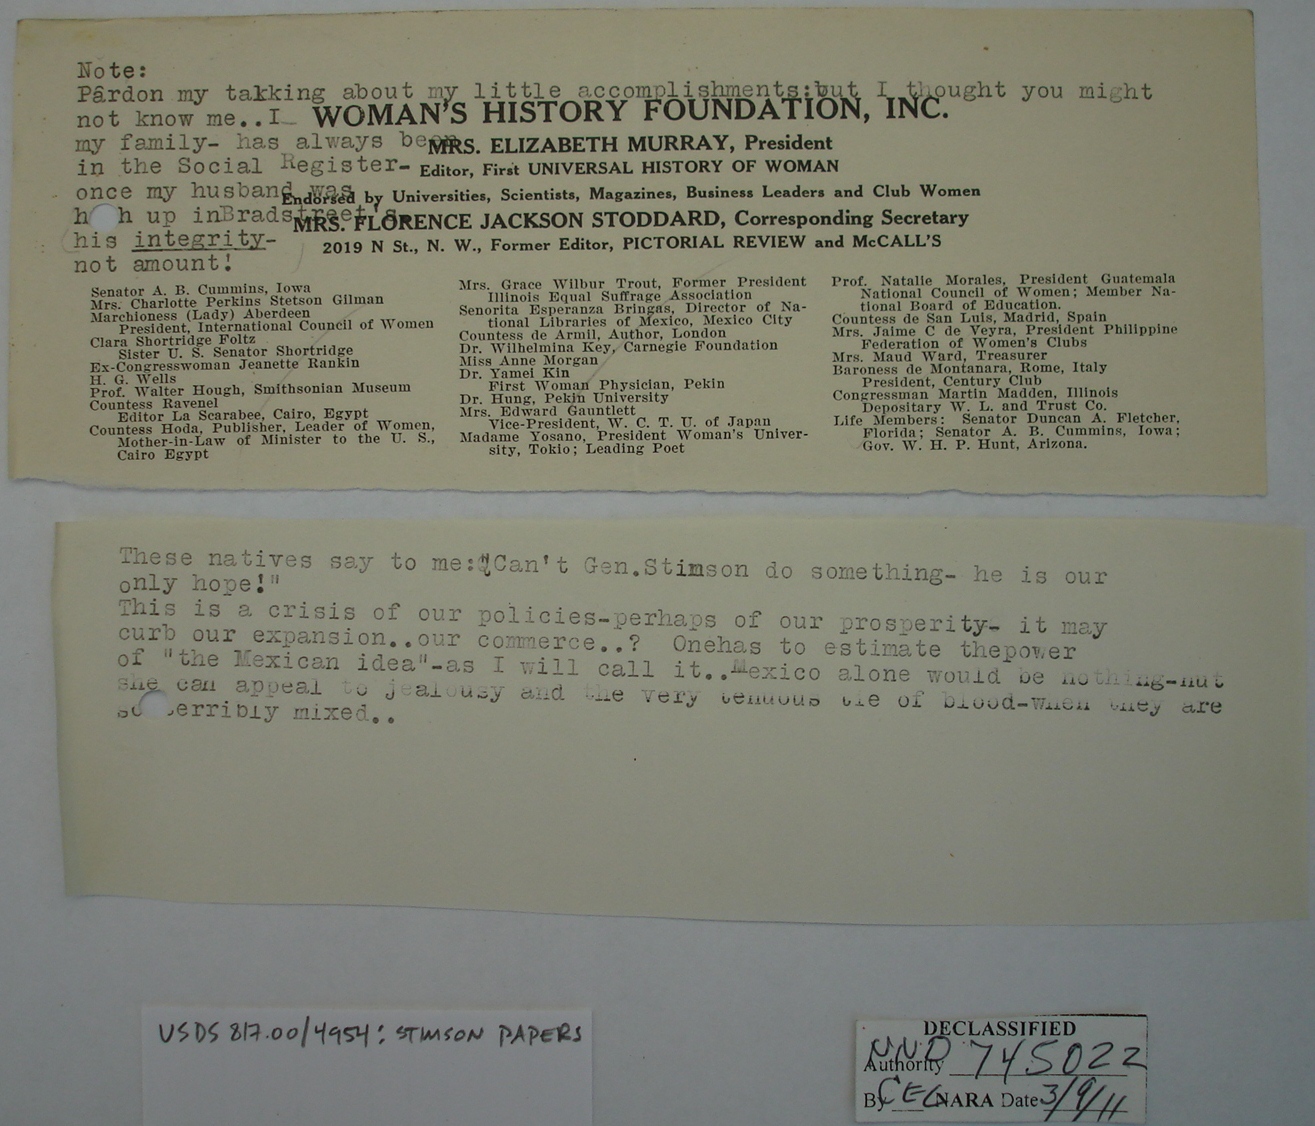 Note:
Pardon my takking about my little accomplishments:but I thought you might
not know me..I
WOMAN'S HISTORY FOUNDATION, INC.
my family- has always been
MRS. ELIZABETH MURRAY, President
in the Social Register-
Editor, First UNIVERSAL HISTORY OF WOMAN
once my husband was
Endorsed by Universities, Scientists, Magazines, Business Leaders and Club Women
up inBradstreet's
MRS. FLORENCE JACKSON STODDARD, Corresponding Secretary
his integrity-
2019 N St., N. W., Former Editor, PICTORIAL REVIEW and McCALL'S
not amount!
Senator A. B. Cummins, Iowa
Mrs. Charlotte Perkins Stetson Gilman
Marchioness (Lady) Aberdeen
President, International Council of Women
Clara Shortridge Foltz
Sister U. S. Senator Shortridge
Ex-Congresswoman Jeanette Rankin
H. G. Wells
Prof. Walter Hough, Smithsonian Museum
Countess Ravenel
Editor La Scarabee, Cairo, Egypt
Countess Hoda, Publisher, Leader of Women,
Mother-in-Law of Minister to the U. S.,
Cairo Egypt
Mrs. Grace Wilbur Trout, Former President
Illinois Equal Suffrage Association
Senorita Esperanza Bringas, Director of Na-
tional Libraries of Mexico, Mexico City
Countess de Armil, Author, London
Dr. Wilhelmina Key, Carnegie Foundation
Miss Anne Morgan
Dr. Yamei Kin
First Woman Physician, Pekin
Dr. Hung, Pekin University
Mrs. Edward Gauntlett
Vice-President, W. C. T. U. of Japan
Madame Yosano, President Woman's Univer-
sity, Tokio; Leading Poet
Prof. Natalie Morales, President Guatemala
National Council of Women; Member Na-
tional Board of Education.
Countess de San Luis, Madrid, Spain
Mrs. Jaime C de Veyra, President Philippine
Federation of Women's Clubs
Mrs. Maud Ward, Treasurer
Baroness de Montanara, Rome, Italy
President, Century Club
Congressman Martin Madden, Illinois
Depositary W. L. and Trust Co.
Life Members: Senator Duncan A. Fletcher,
Florida; Senator A. B. Cummins, Iowa;
Gov. W. H. P. Hunt, Arizona.
These natives say to me:"Can't Gen.Stimson do something- he is our
only hope!"
This is a crisis of our policies-perhaps of our prosperity- it may
curb our expansion..our commerce..? Onehas to estimate thepower
of "the Mexican idea"-as I will call it..Mexico alone would be nothing-nut
she can appeal to jealousy and the very tenuous tie of blood-when they are
so terribly mixed..
USDS 817.00/4954: STIMSON PAPERS
DECLASSIFIED
Authority NND 745022
By CEL NARA Date 3/9/11